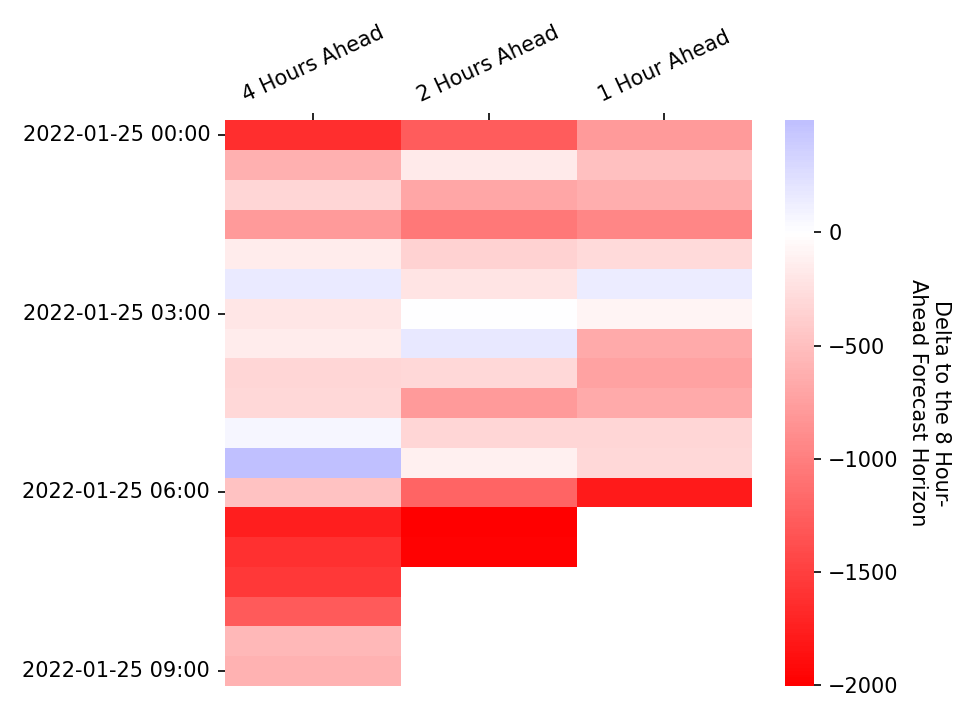 4 Hours Ahead
2 Hours Ahead
1 Hour Ahead
2022-01-25 00:00
2022-01-25 03:00
2022-01-25 06:00
2022-01-25 09:00
0
−500
−1000
−1500
−2000
Delta to the 8 Hour-
Ahead Forecast Horizon